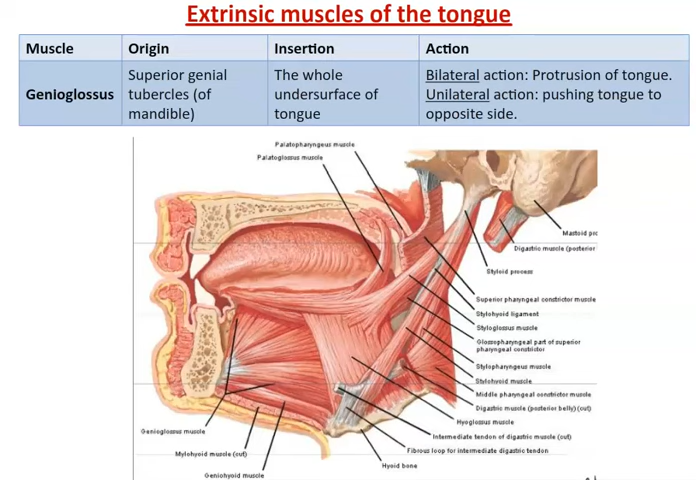 Extrinsic muscles of the tongue
Muscle Origin Insertion Action
Genioglossus
Superior genial
tubercles (of
mandible)
The whole
undersurface of
tongue
Bilateral action: Protrusion of tongue.
Unilateral action: pushing tongue to
opposite side.
Palatopharyngeus muscle
Palatoglossus muscle
Mastoid prc
Digastric muscle (posterior
Styloid process
Superior pharyngeal constrictor muscle
Stylohyoid ligament
Styloglossus muscle
Glossopharyngeal part of superior
pharyngeal constrictor
Stylopharyngeus muscle
Stylohyoid muscle
Middle pharyngeal constrictor muscle
Digastric muscle (posterior belly) (cut)
Hyoglossus muscle
Intermediate tendon of digastric muscle (cut)
Fibrous loop for intermediate digastric tendon
Hyoid bone
Genioglossus muscle
Mylohyoid muscle (cut)
Geniohyoid muscle